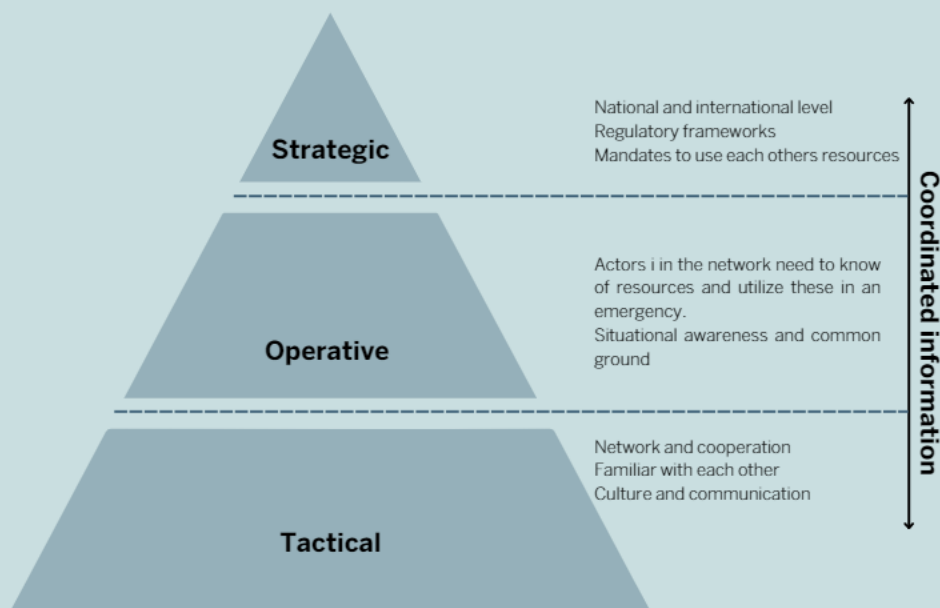 Strategic
National and international level
Regulatory frameworks
Mandates to use each others resources
Operative
Actors i in the network need to know
of resources and utilize these in an
emergency.
Situational awareness and common
ground
Tactical
Network and cooperation
Familiar with each other
Culture and communication
Coordinated information